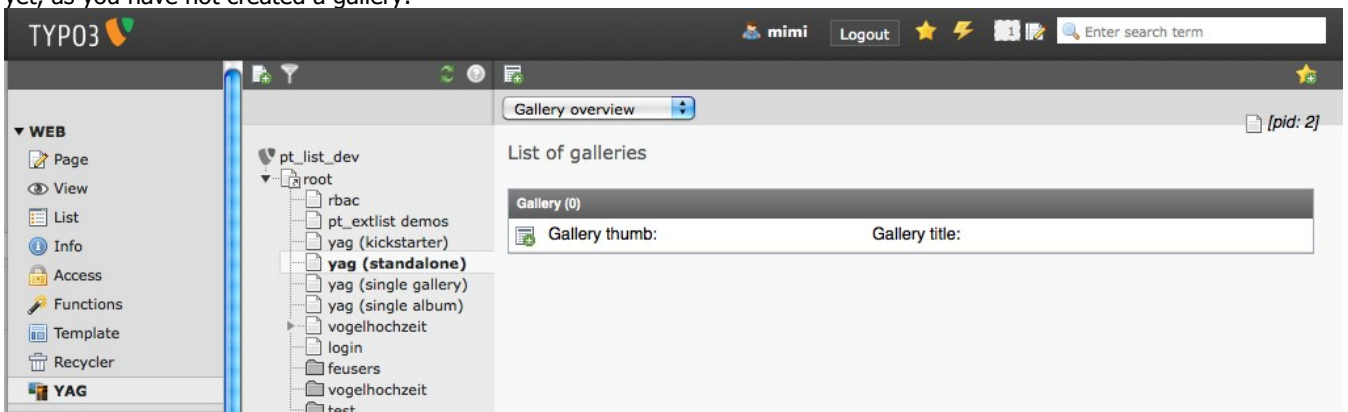 yet, as you have not created a gallery.
TYPO3
mimi Logout 1 Enter search term
Gallery overview
[pid: 2]
WEB
Page
View
List
Info
Access
Functions
Template
Recycler
YAG
pt_list_dev
root
rbac
pt_extlist demos
yag (kickstarter)
yag (standalone)
yag (single gallery)
yag (single album)
vogelhochzeit
login
feusers
vogelhochzeit
test
List of galleries
Gallery (0)
Gallery thumb: Gallery title: